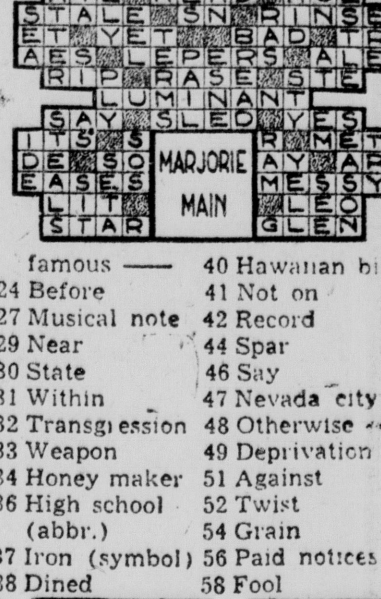 STALE SN RINSE
ET YET BAD TE
AES LEPERS ALE
RIP RASE STE
LUMINANT
SAY SLED YES
ITS S R MET
DE SO AY AP
EASES MESSY
LIT LEO
STAR GLEN
MARJORIE
MAIN
famous —
24 Before
27 Musical note
29 Near
30 State
31 Within
32 Transgression
33 Weapon
34 Honey maker
36 High school
(abbr.)
37 Iron (symbol)
38 Dined
40 Hawaiian bi
41 Not on
42 Record
44 Spar
46 Say
47 Nevada city
48 Otherwise
49 Deprivation
51 Against
52 Twist
54 Grain
56 Paid notices
58 Fool